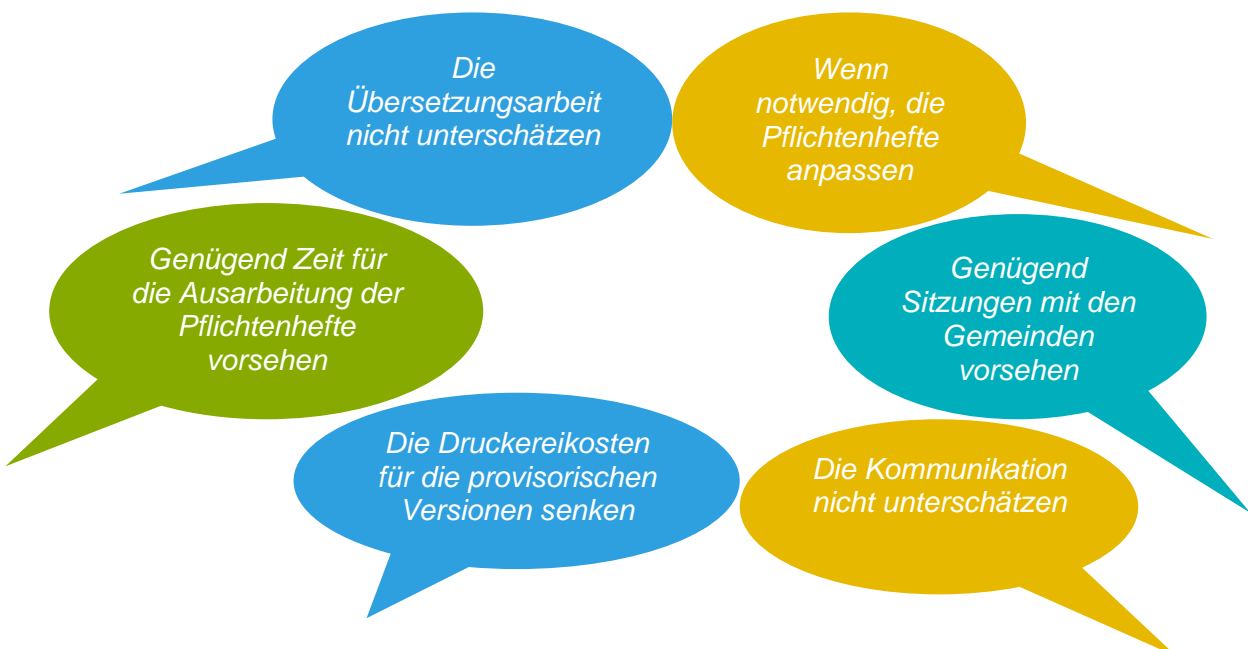 Die
Übersetzungsarbeit
nicht unterschätzen
Wenn
notwendig, die
Pflichtenhefte
anpassen
Genügend Zeit für
die Ausarbeitung der
Pflichtenhefte
vorsehen
Genügend
Sitzungen mit den
Gemeinden
vorsehen
Die Druckereikosten
für die provisorischen
Versionen senken
Die Kommunikation
nicht unterschätzen